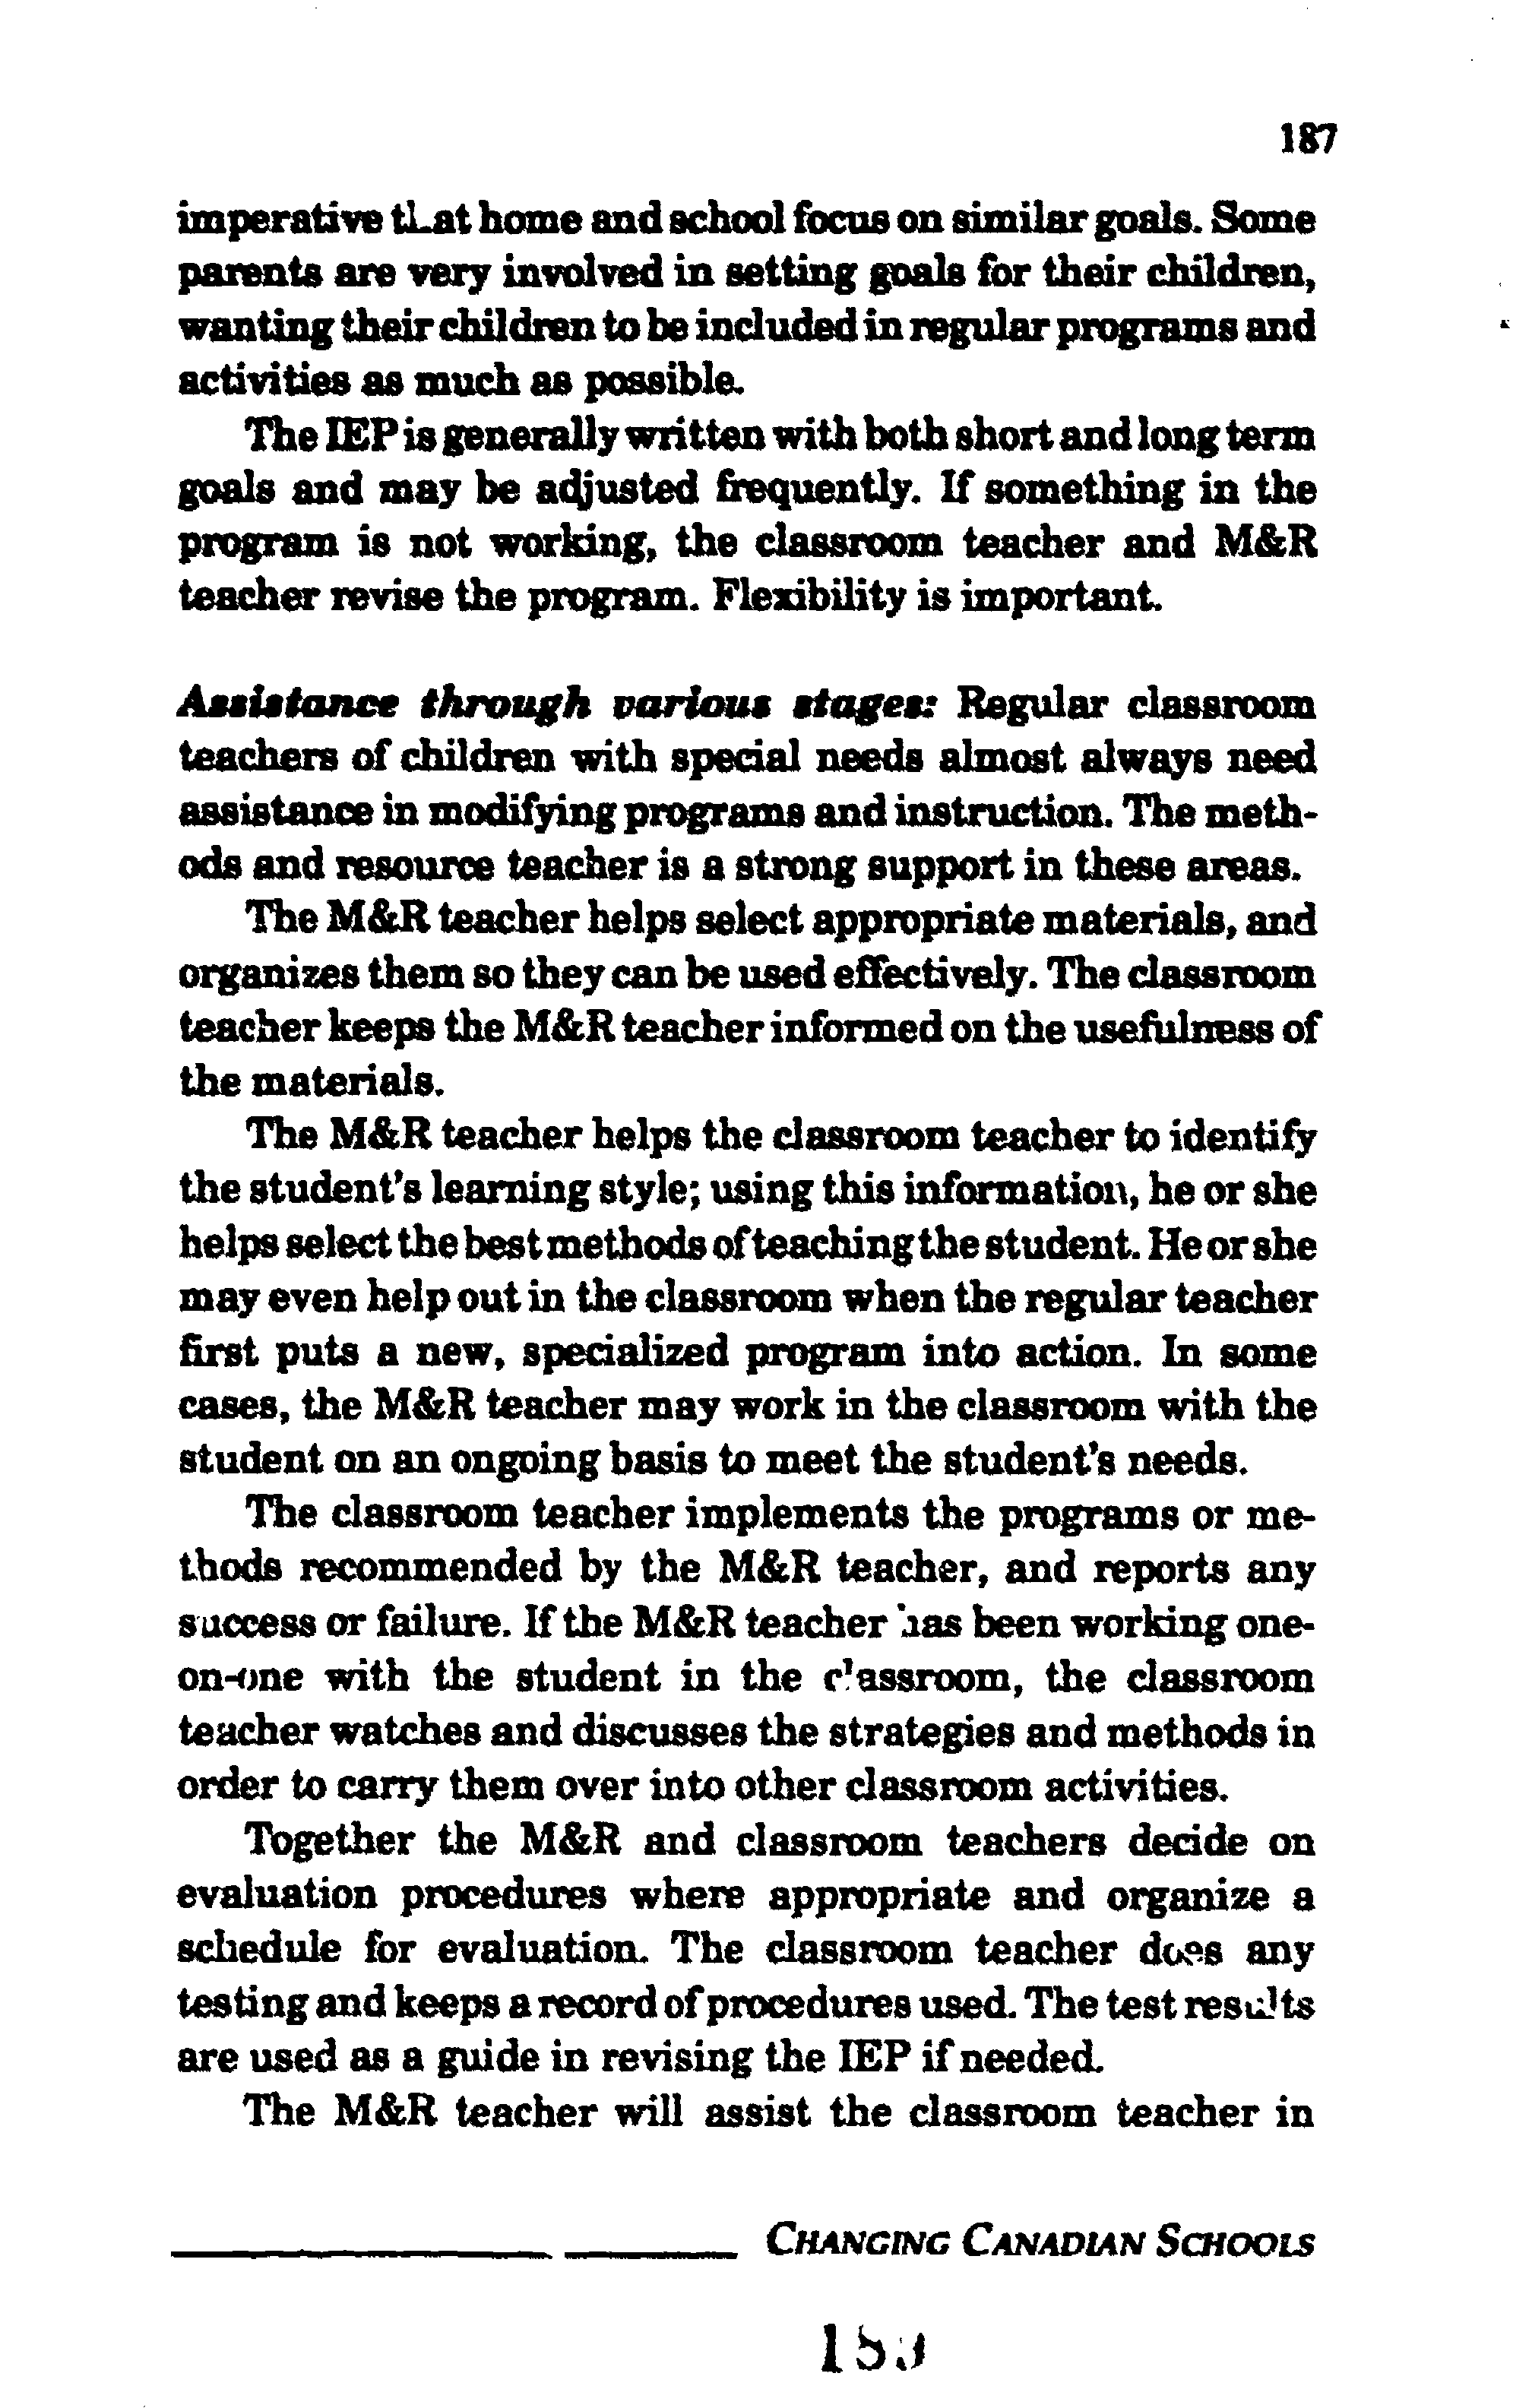 187
imperative that home and school focus on similar goals. Some
parents are very involved in setting goals for their children,
wanting their children to be included in regular programs and
activities as much as possible.
The IEP is generally written with both short and long term
goals and may be adjusted frequently. If something in the
program is not working, the classroom teacher and M&R
teacher revise the program. Flexibility is important.
Assistance through various stages: Regular classroom
teachers of children with special needs almost always need
assistance in modifying programs and instruction. The meth-
ods and resource teacher is a strong support in these areas.
The M&R teacher helps select appropriate materials, and
organizes them so they can be used effectively. The classroom
teacher keeps the M&R teacher informed on the usefulness of
the materials.
The M&R teacher helps the classroom teacher to identify
the student's learning style; using this information, he or she
helps select the best methods of teaching the student. He or she
may even help out in the classroom when the regular teacher
first puts a new, specialized program into action. In some
cases, the M&R teacher may work in the classroom with the
student on an ongoing basis to meet the student's needs.
The classroom teacher implements the programs or me-
thods recommended by the M&R teacher, and reports any
success or failure. If the M&R teacher has been working one-
on-one with the student in the classroom, the classroom
teacher watches and discusses the strategies and methods in
order to carry them over into other classroom activities.
Together the M&R and classroom teachers decide on
evaluation procedures where appropriate and organize a
schedule for evaluation. The classroom teacher does any
testing and keeps a record of procedures used. The test results
are used as a guide in revising the IEP if needed.
The M&R teacher will assist the classroom teacher in
CHANGING CANADIAN SCHOOLS